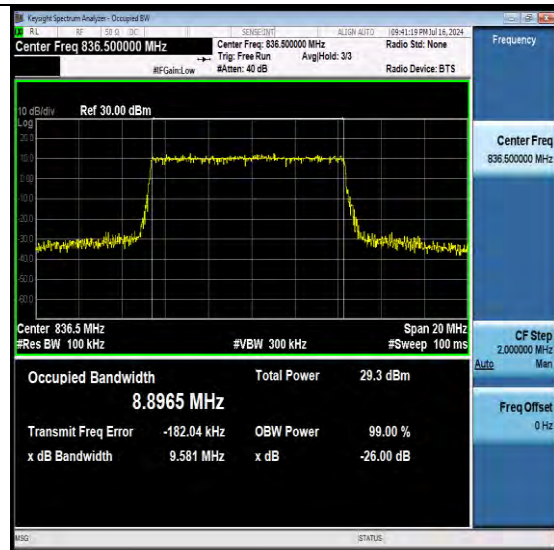 Keysight Spectrum Analyzer - Occupied BW
RL RF 50 Ω DC SENSE:INT ALIGN AUTO 09:41:19 PM Jul 16, 2024
Center Freq 836.500000 MHz
Center Freq: 836.500000 MHz
Radio Std: None
Trig: Free Run Avg|Hold: 3/3
#IFGain:Low #Atten: 40 dB Radio Device: BTS
Frequency
10 dB/div Ref 30.00 dBm
Log
20.0
10.0
0.00
-10.0
-20.0
-30.0
-40.0
-50.0
-60.0
Center Freq
836.500000 MHz
Center 836.5 MHz Span 20 MHz
#Res BW 100 kHz #VBW 300 kHz #Sweep 100 ms
CF Step
2.000000 MHz
Auto Man
Occupied Bandwidth Total Power 29.3 dBm
8.8965 MHz
Transmit Freq Error -182.04 kHz OBW Power 99.00 %
x dB Bandwidth 9.581 MHz x dB -26.00 dB
Freq Offset
0 Hz
MSG STATUS